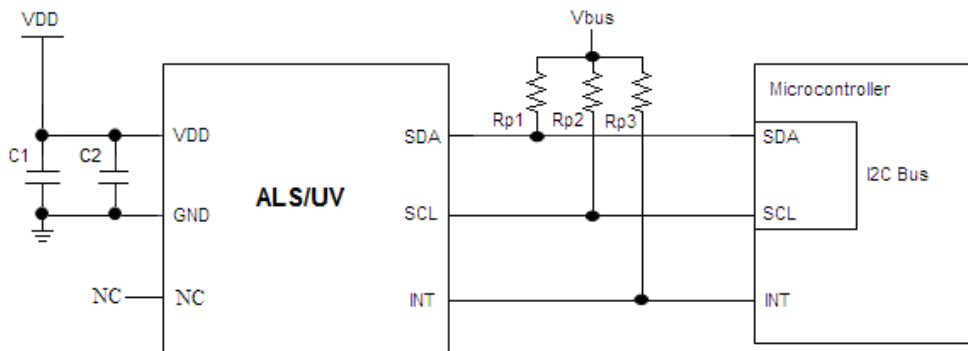 VDD
Vbus
Microcontroller
Rp1
Rp2
Rp3
VDD
SDA
SDA
C1
C2
I2C Bus
ALS/UV
GND
SCL
SCL
NC
NC
INT
INT